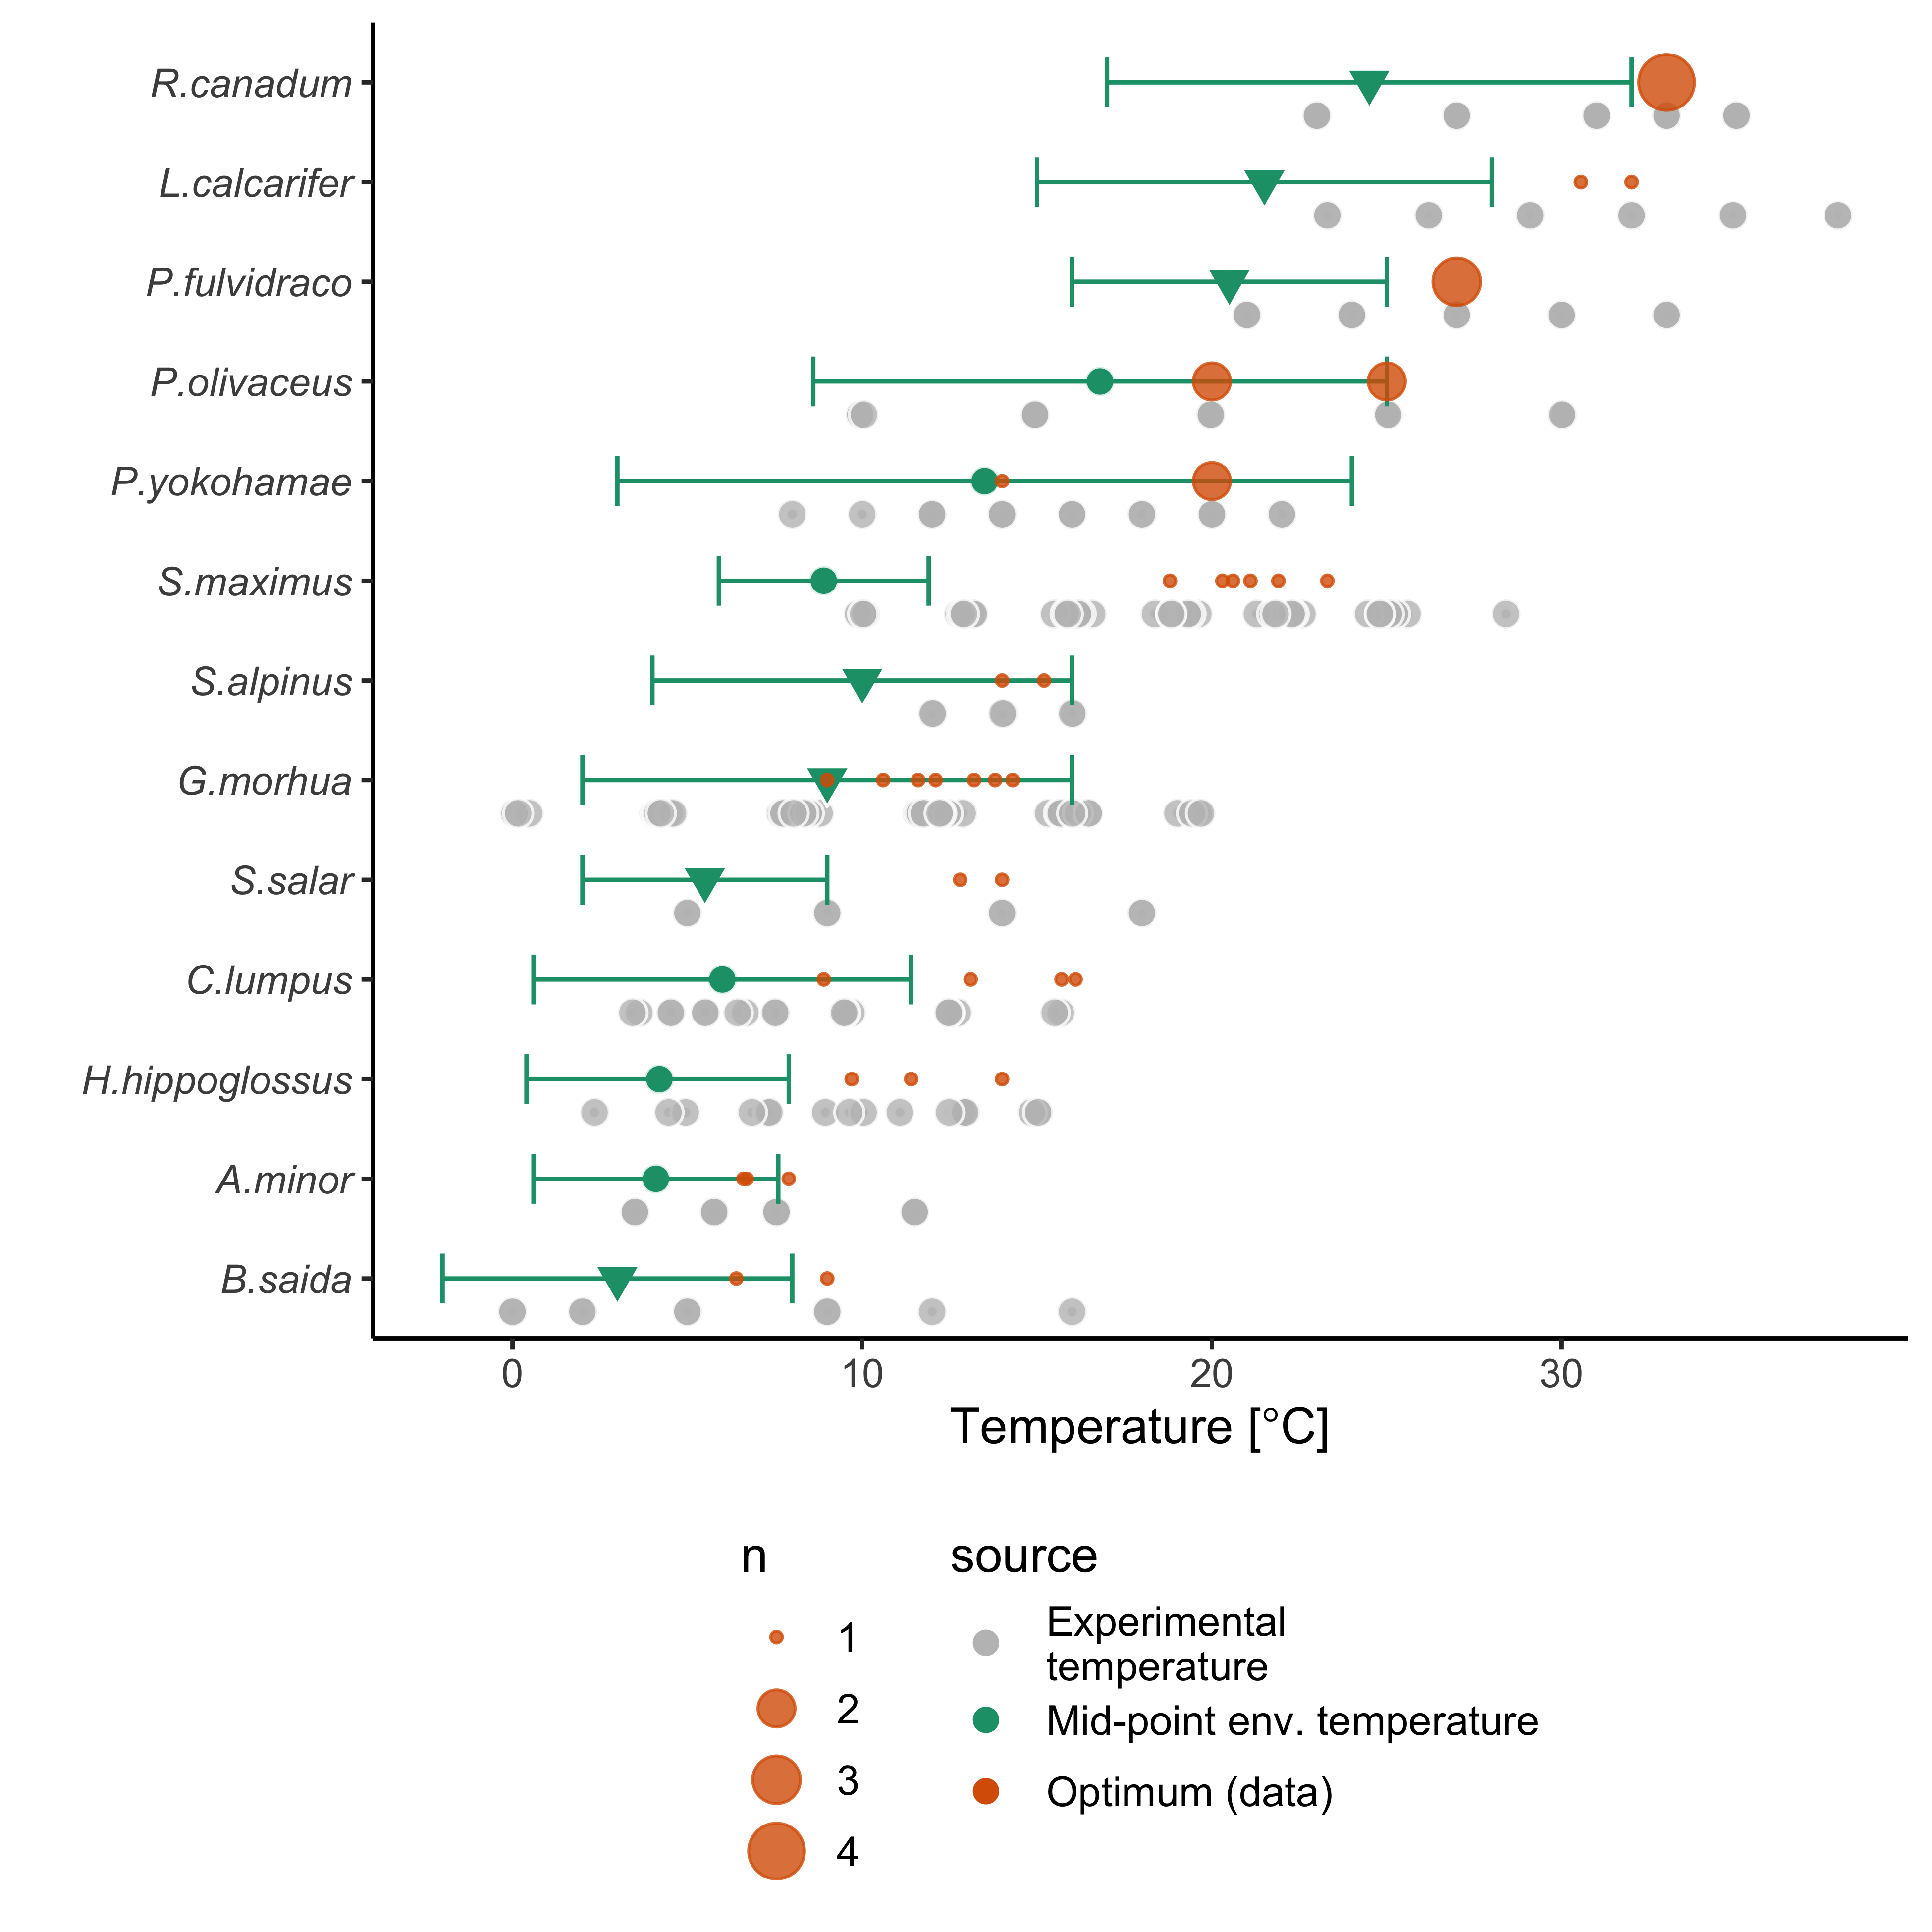 R.canadum
L.calcarifer
P.fulvidraco
P.olivaceus
P.yokohamae
S.maximus
S.alpinus
G.morhua
S.salar
C.lumpus
H.hippoglossus
A.minor
B.saida
0 10 20 30
Temperature [°C]
n
1
2
3
4
source
Experimental
temperature
Mid-point env. temperature
Optimum (data)